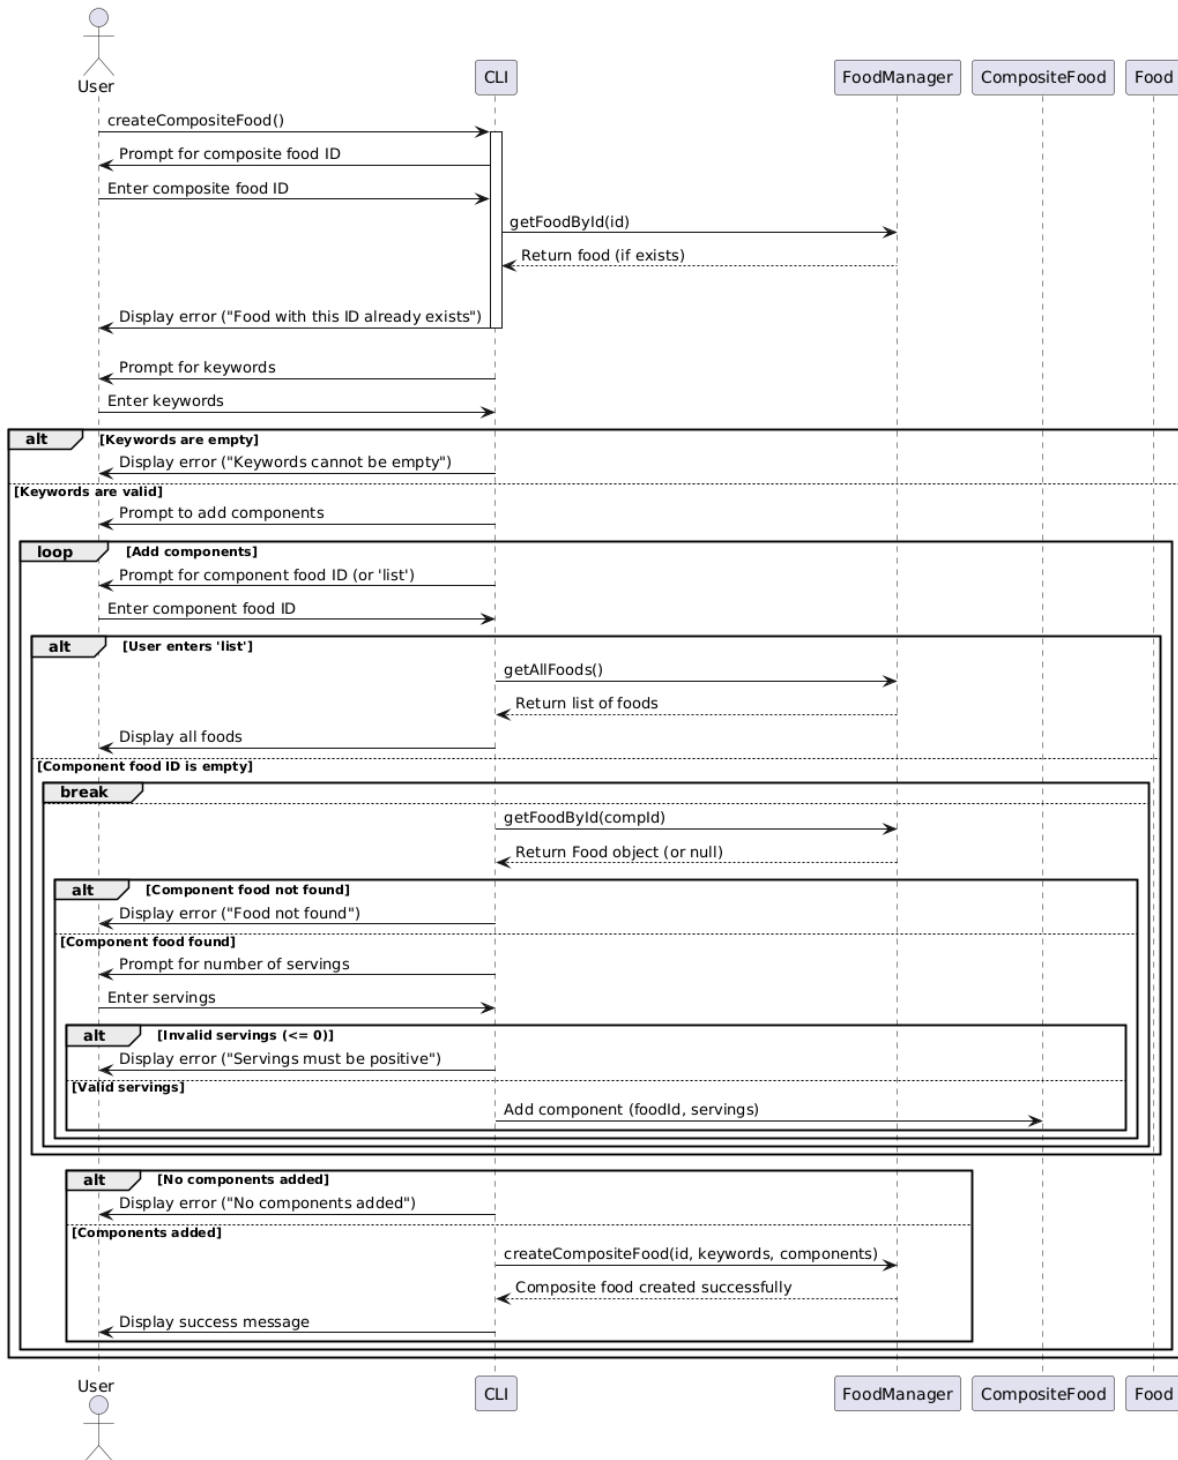 User
CLI
FoodManager
CompositeFood
Food
createCompositeFood()
Prompt for composite food ID
Enter composite food ID
getFoodById(id)
Return food (if exists)
Display error ("Food with this ID already exists")
Prompt for keywords
Enter keywords
alt [Keywords are empty]
Display error ("Keywords cannot be empty")
[Keywords are valid]
Prompt to add components
loop [Add components]
Prompt for component food ID (or 'list')
Enter component food ID
alt [User enters 'list']
getAllFoods()
Return list of foods
Display all foods
[Component food ID is empty]
break
getFoodById(compId)
Return Food object (or null)
alt [Component food not found]
Display error ("Food not found")
[Component food found]
Prompt for number of servings
Enter servings
alt [Invalid servings (<= 0)]
Display error ("Servings must be positive")
[Valid servings]
Add component (foodId, servings)
alt [No components added]
Display error ("No components added")
[Components added]
createCompositeFood(id, keywords, components)
Composite food created successfully
Display success message
User
CLI
FoodManager
CompositeFood
Food